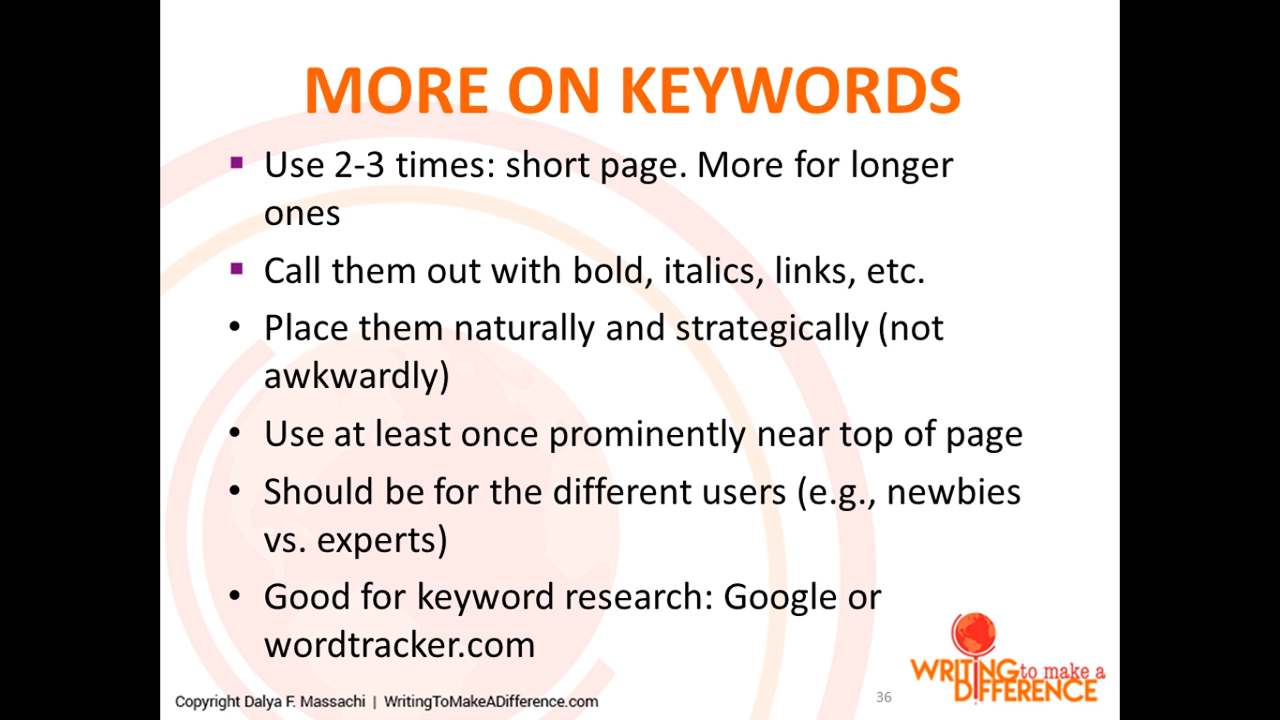 MORE ON KEYWORDS
▪ Use 2-3 times: short page. More for longer
ones
▪ Call them out with bold, italics, links, etc.
• Place them naturally and strategically (not
awkwardly)
• Use at least once prominently near top of page
• Should be for the different users (e.g., newbies
vs. experts)
• Good for keyword research: Google or
wordtracker.com
WRITING to make a
DIFFERENCE
Copyright Dalya F. Massachi | WritingToMakeADifference.com
36